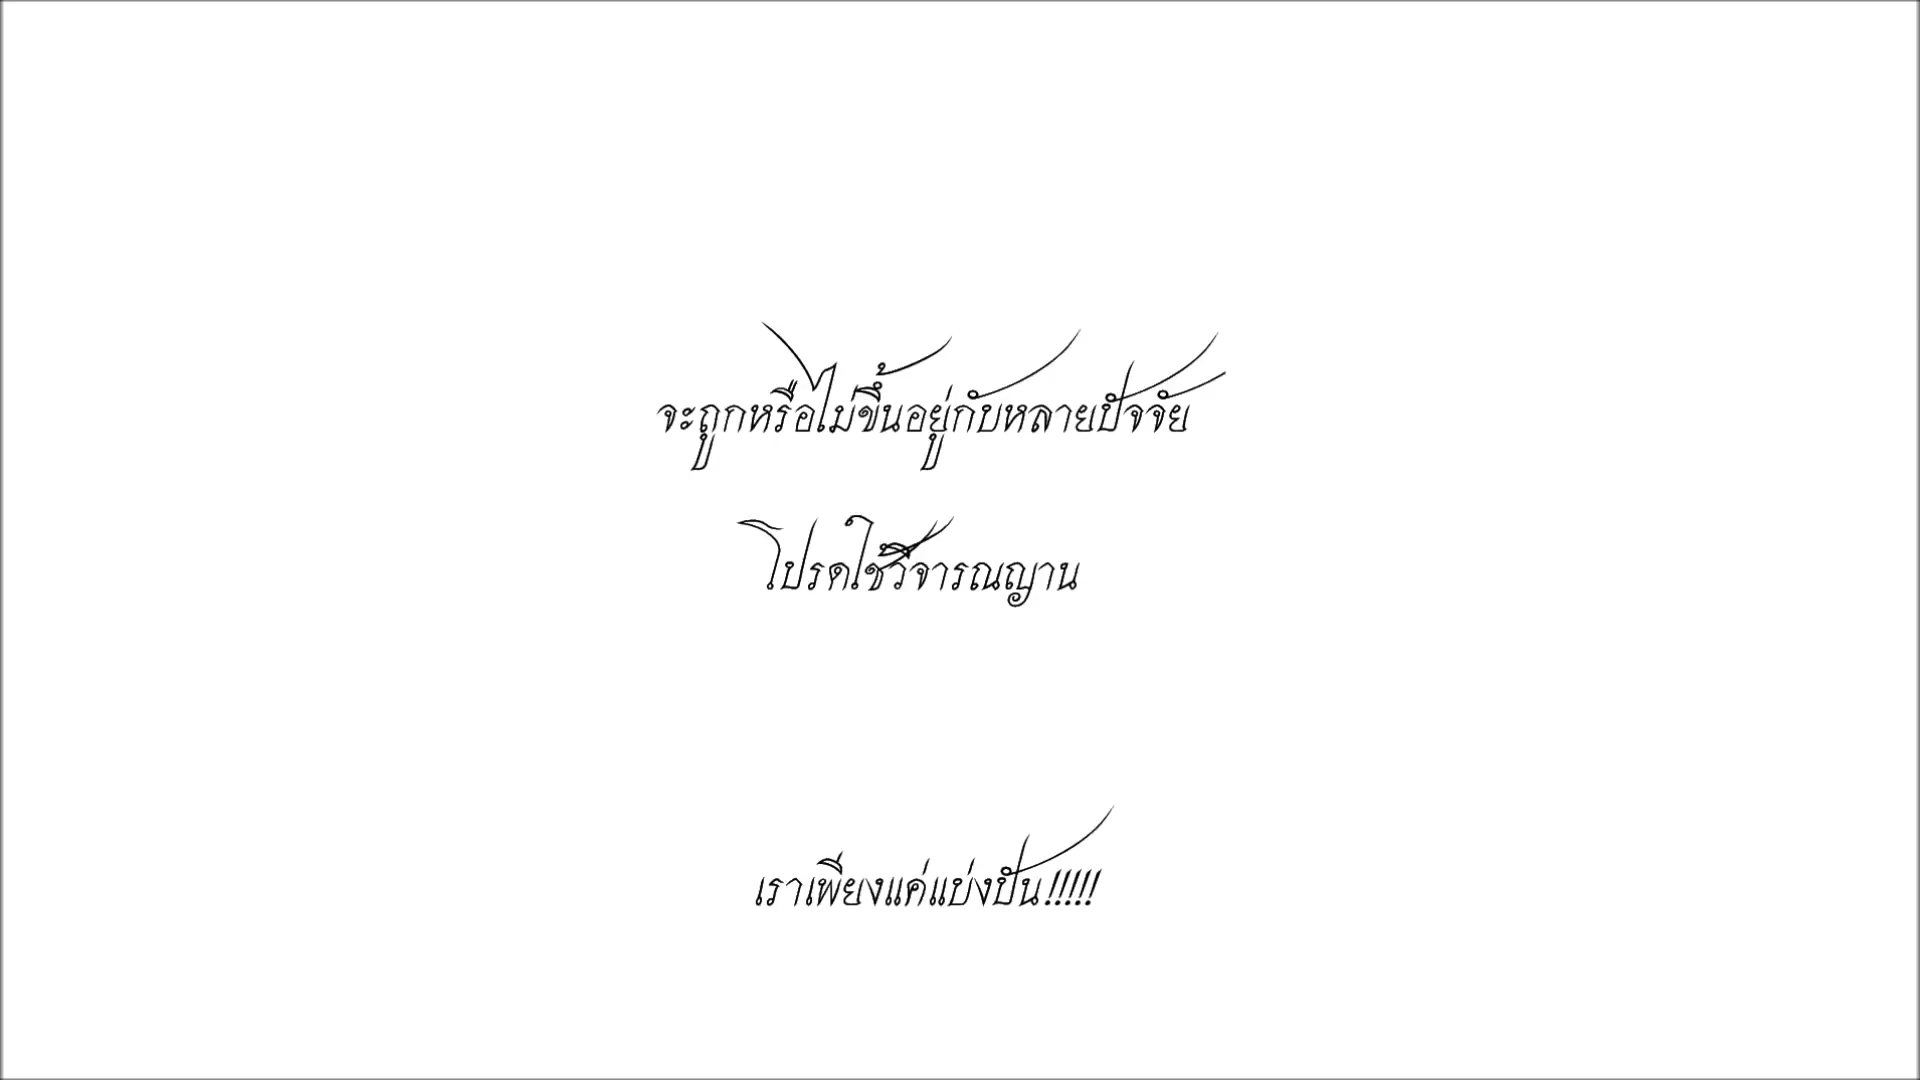 จะถูกหรือไม่ขึ้นอยู่กับหลายปัจจัย
โปรดใช้วิจารณญาน
เราเพียงแค่แบ่งปัน!!!!!